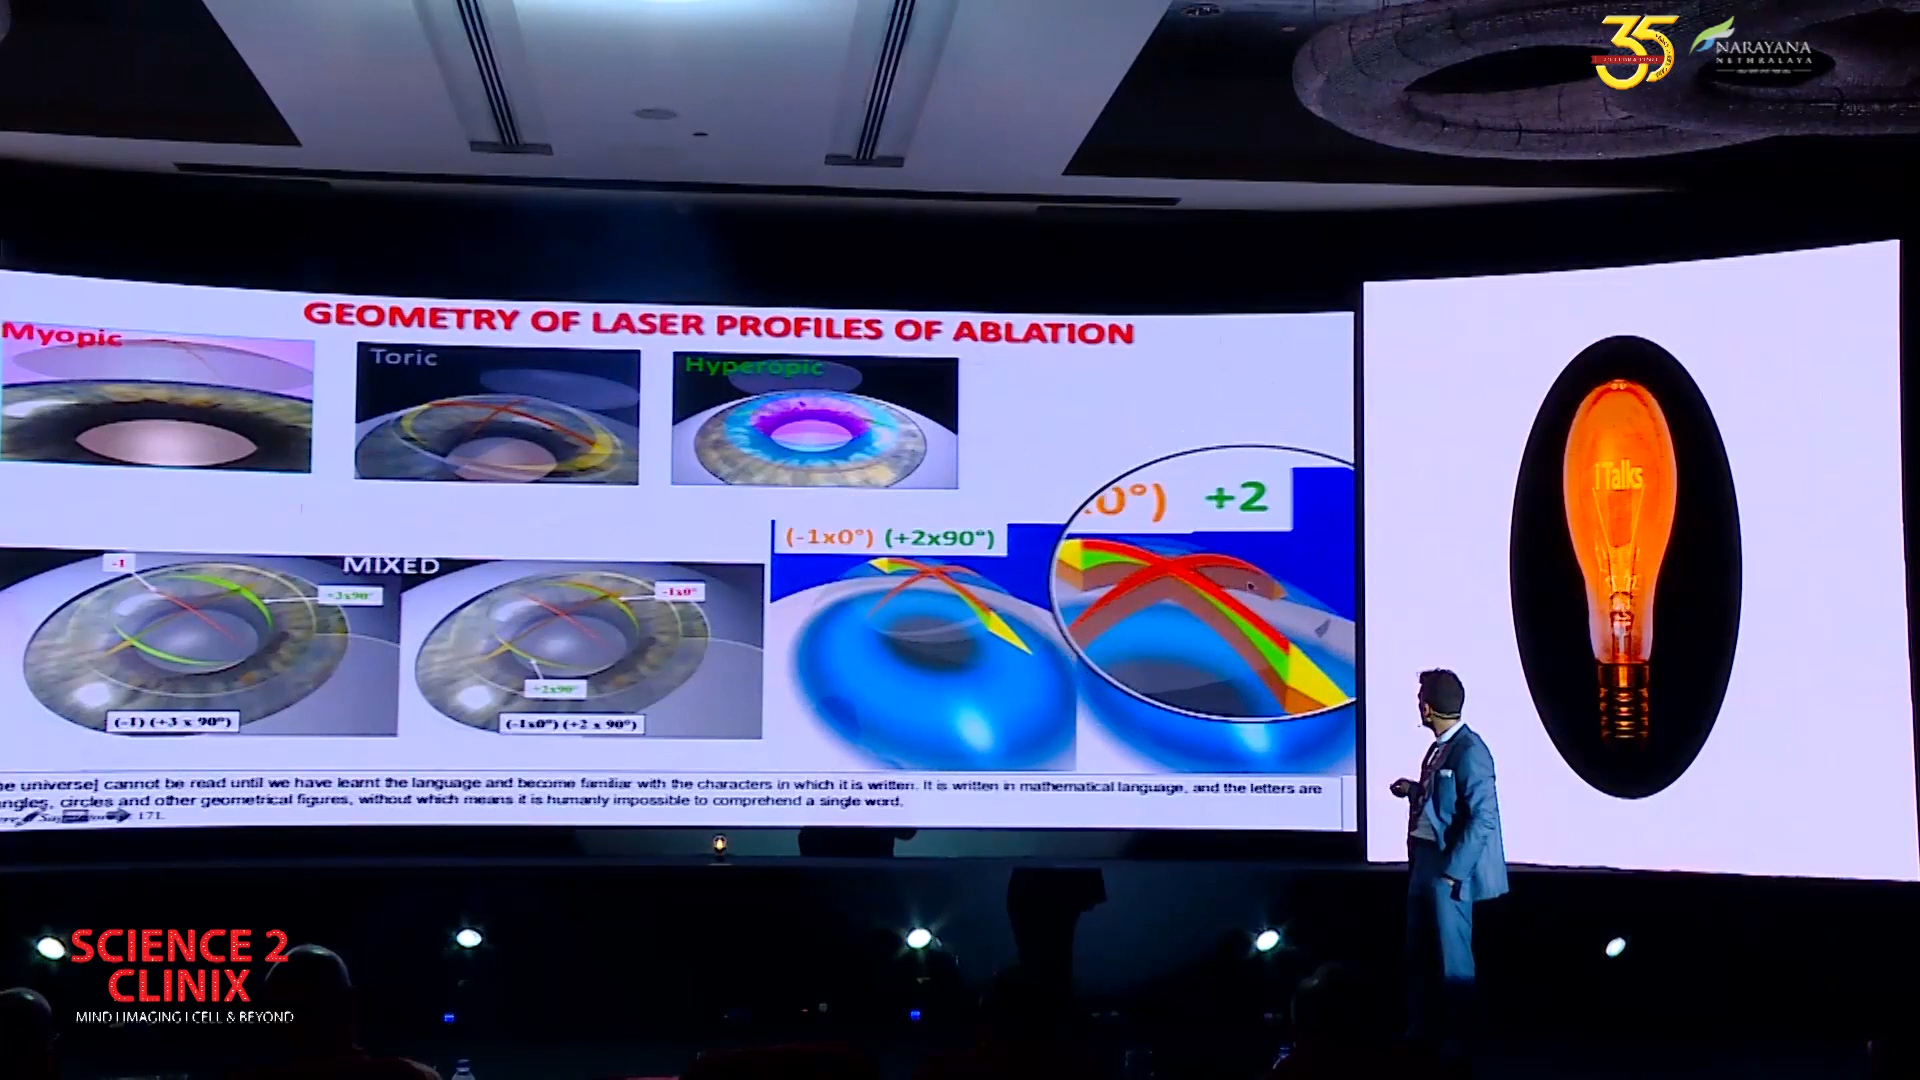 35
CELEBRATING
NARAYANA
NETHRALAYA
GEOMETRY OF LASER PROFILES OF ABLATION
Myopic
Toric
Hyperopic
0°) +2
(-1x0°) (+2x90°)
MIXED
-1
+3x90°
-1x0°
+2x90°
(-1) (+3 x 90°)
(-1x0°) (+2 x 90°)
universe] cannot be read until we have learnt the language and become familiar with the characters in which it is written. It is written in mathematical language, and the letters are
circles and other geometrical figures, without which means it is humanly impossible to comprehend a single word.
171.
iTalks
SCIENCE 2
CLINIX
MIND I IMAGING I CELL & BEYOND